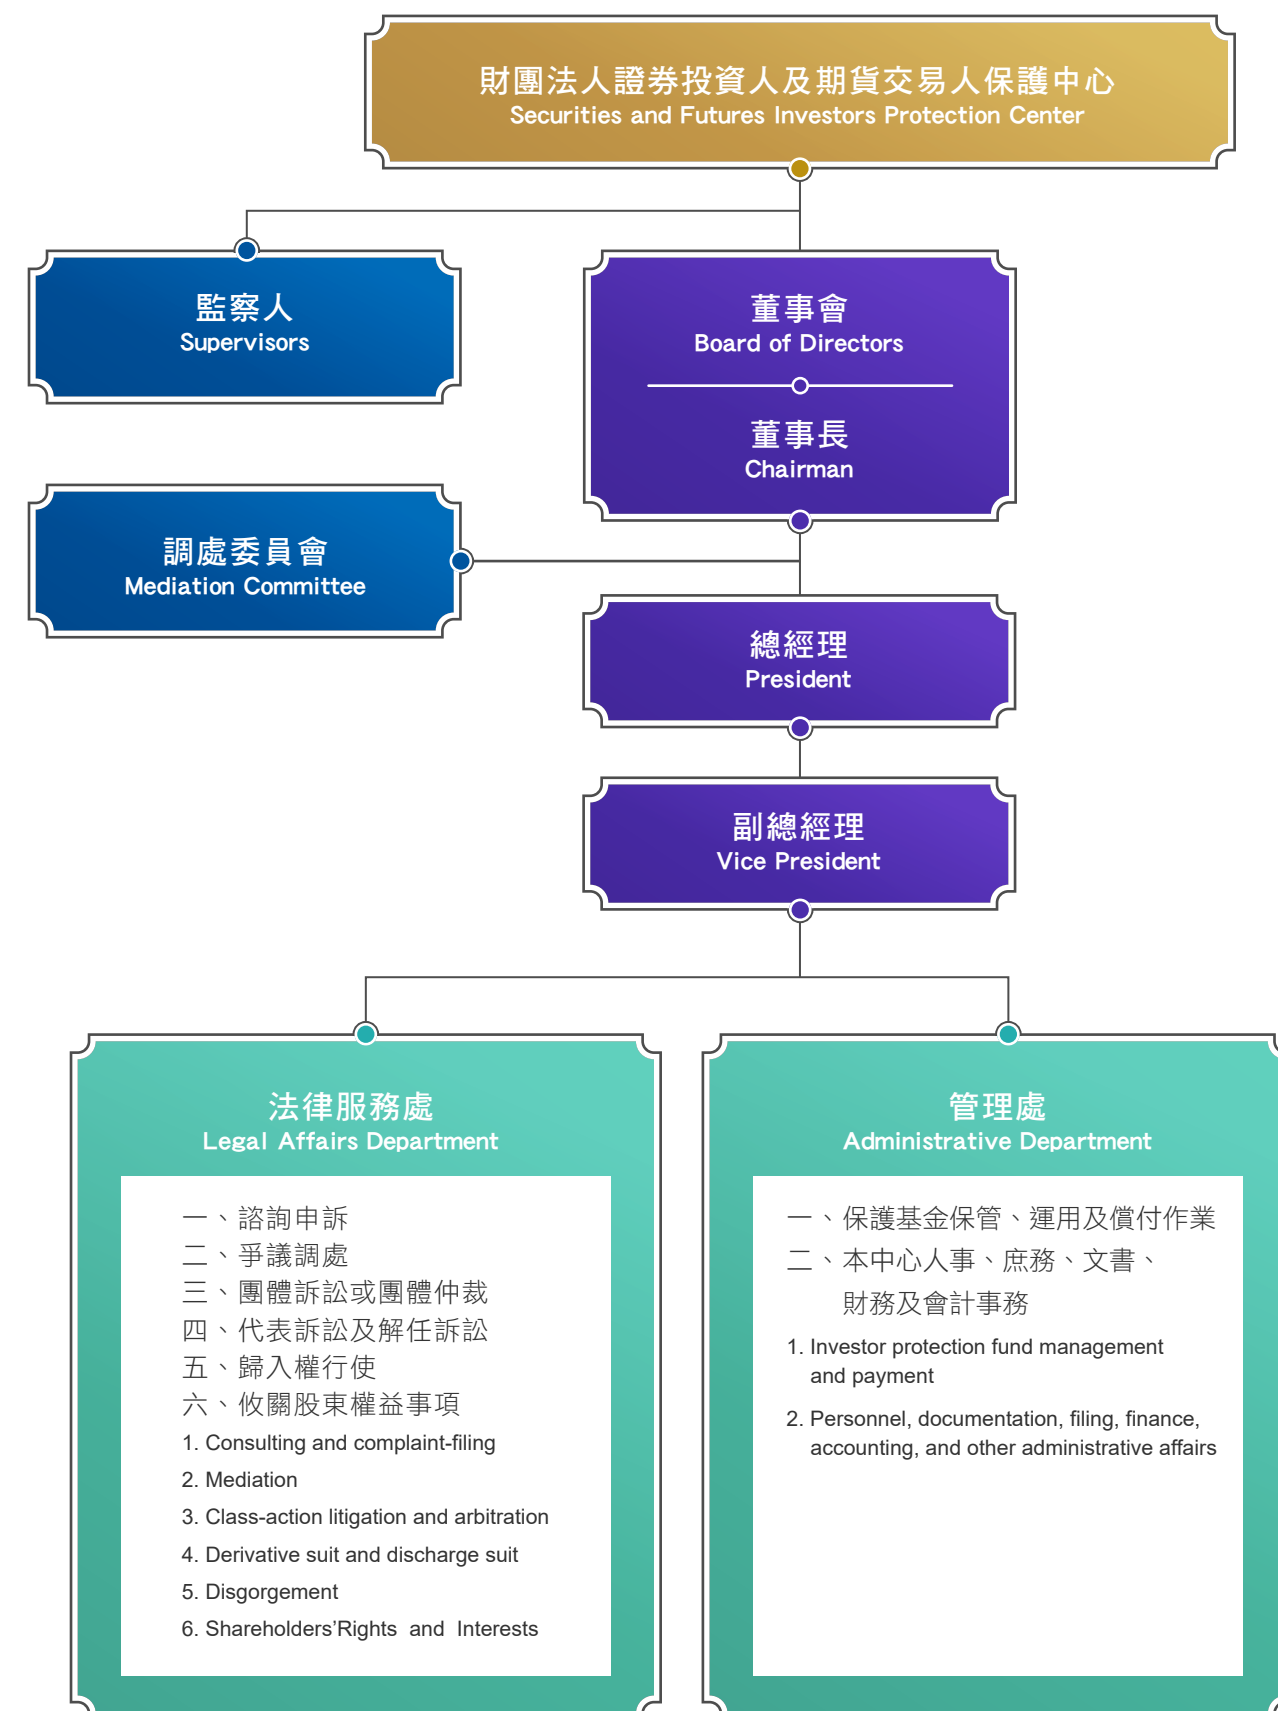 財團法人證券投資人及期貨交易人保護中心
Securities and Futures Investors Protection Center
監察人
Supervisors
董事會
Board of Directors
董事長
Chairman
調處委員會
Mediation Committee
總經理
President
副總經理
Vice President
法律服務處
Legal Affairs Department
一、諮詢申訴
二、爭議調處
三、團體訴訟或團體仲裁
四、代表訴訟及解任訴訟
五、歸入權行使
六、攸關股東權益事項
1. Consulting and complaint-filing
2. Mediation
3. Class-action litigation and arbitration
4. Derivative suit and discharge suit
5. Disgorgement
6. Shareholders’Rights and Interests
管理處
Administrative Department
一、保護基金保管、運用及償付作業
二、本中心人事、庶務、文書、
財務及會計事務
1. Investor protection fund management
and payment
2. Personnel, documentation, filing, finance,
accounting, and other administrative affairs